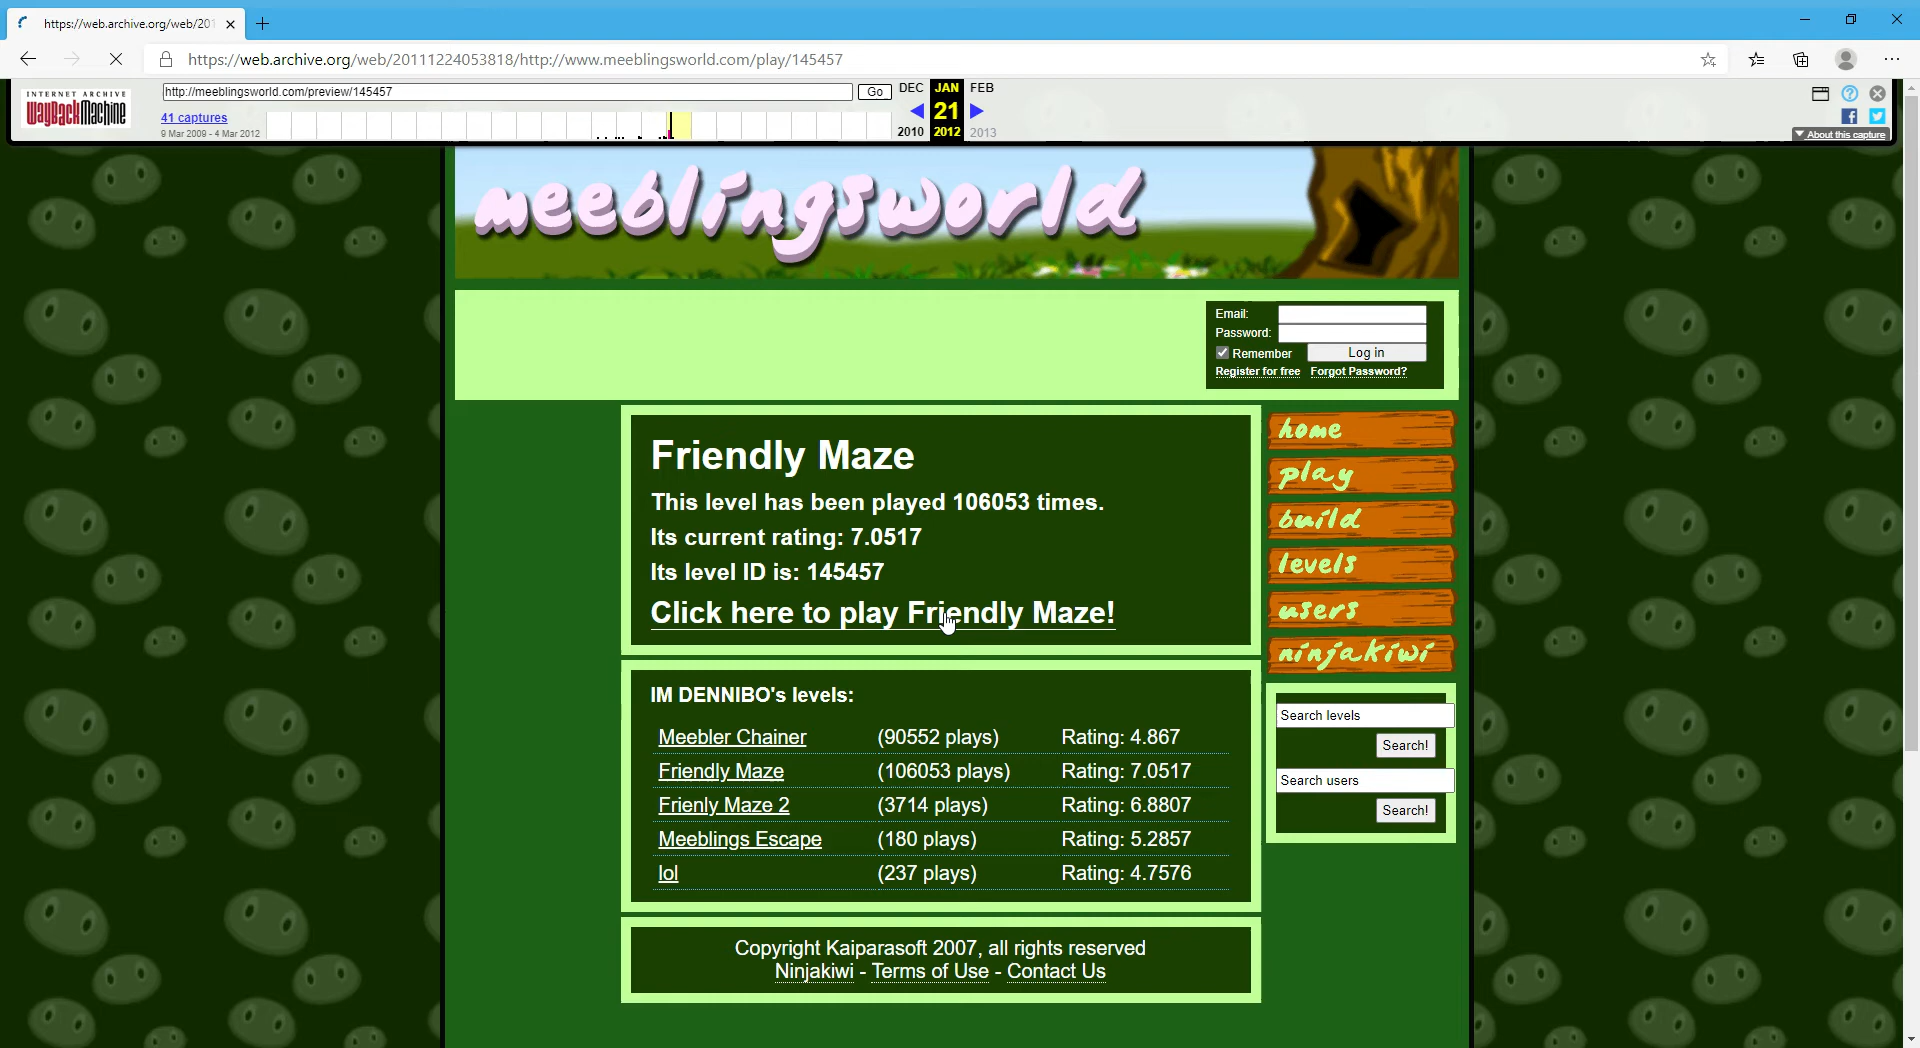 https://web.archive.org/web/201
https://web.archive.org/web/20111224053818/http://www.meeblingsworld.com/play/145457
INTERNET ARCHIVE
WayBackMachine
http://meeblingsworld.com/preview/145457
Go
DEC JAN FEB
41 captures
21
9 Mar 2009 - 4 Mar 2012
2010 2012 2013
About this capture
meeblingsworld
Email:
Password:
Remember
Log in
Register for free Forgot Password?
Friendly Maze
This level has been played 106053 times.
Its current rating: 7.0517
Its level ID is: 145457
Click here to play Friendly Maze!
home
play
build
levels
users
ninjakiwi
IM DENNIBO's levels:
Meebler Chainer (90552 plays) Rating: 4.867
Friendly Maze (106053 plays) Rating: 7.0517
Frienly Maze 2 (3714 plays) Rating: 6.8807
Meeblings Escape (180 plays) Rating: 5.2857
lol (237 plays) Rating: 4.7576
Search levels
Search!
Search users
Search!
Copyright Kaiparasoft 2007, all rights reserved
Ninjakiwi - Terms of Use - Contact Us